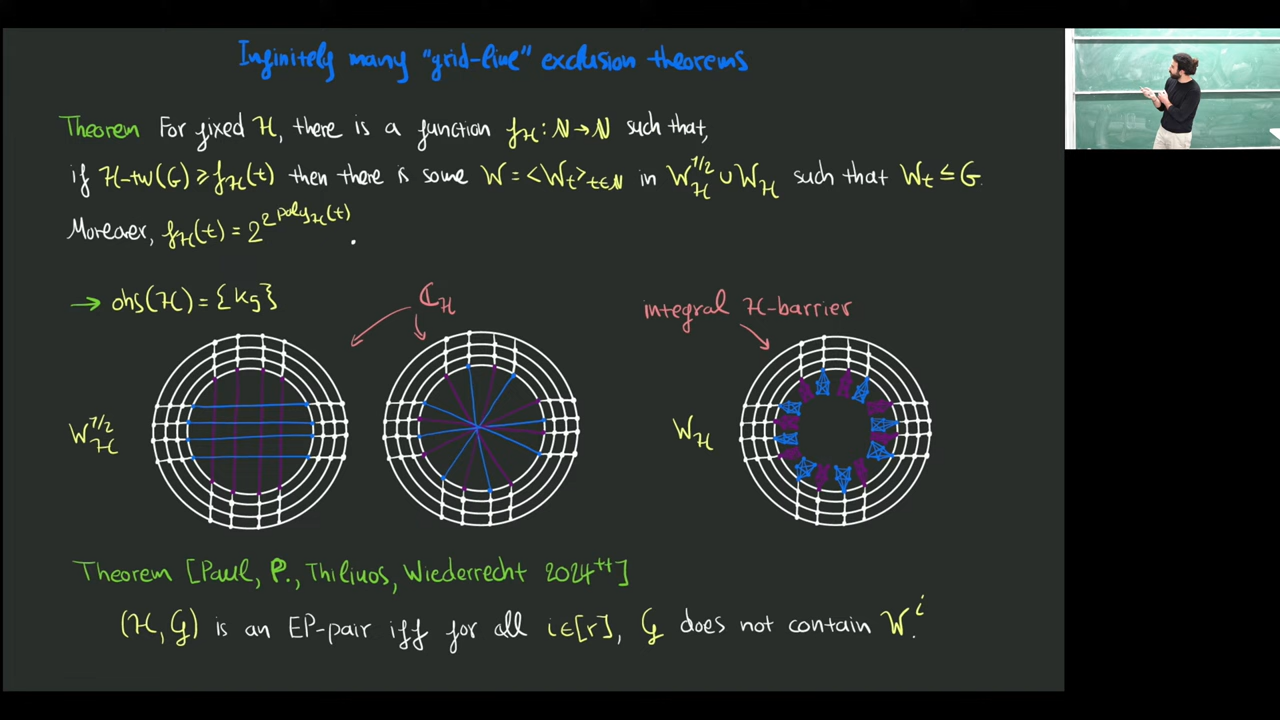 Infinitely many "grid-line" exclusion theorems
Theorem For fixed ℋ, there is a function f_ℋ : ℕ → ℕ such that,
if ℋ-tw(G) ≥ f_ℋ(t) then there is some W = <W_t>_{t∈ℕ} in W_ℋ^{1/2} ∪ W_ℋ such that W_t ≤ G.
Moreover, f_ℋ(t) = 2^{2^{poly_ℋ(t)}}.
→ obs(ℋ) = {K_5}
ℂ_ℋ
integral ℋ-barrier
W_ℋ^{1/2}
W_ℋ
Theorem [Paul, P., Thilikos, Wiederrecht 2024++]
(ℋ, G) is an EP-pair iff for all i∈[r], G does not contain W^i.